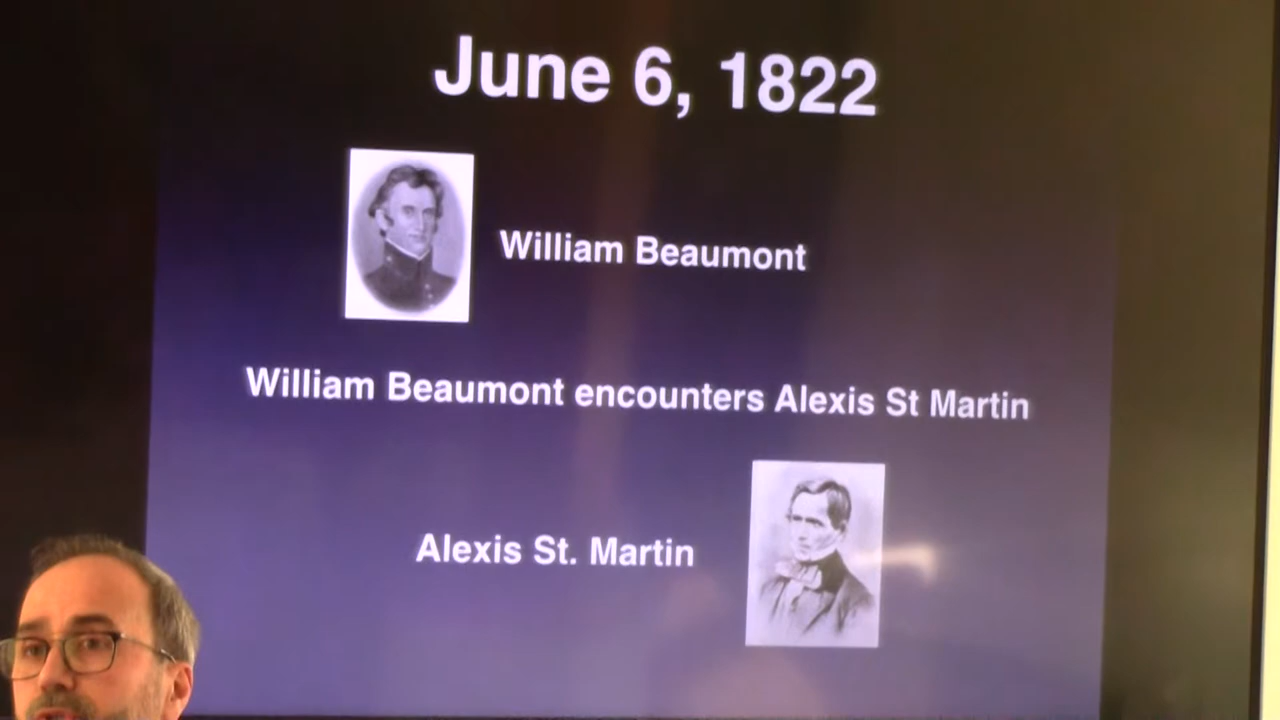 June 6, 1822
William Beaumont
William Beaumont encounters Alexis St Martin
Alexis St. Martin